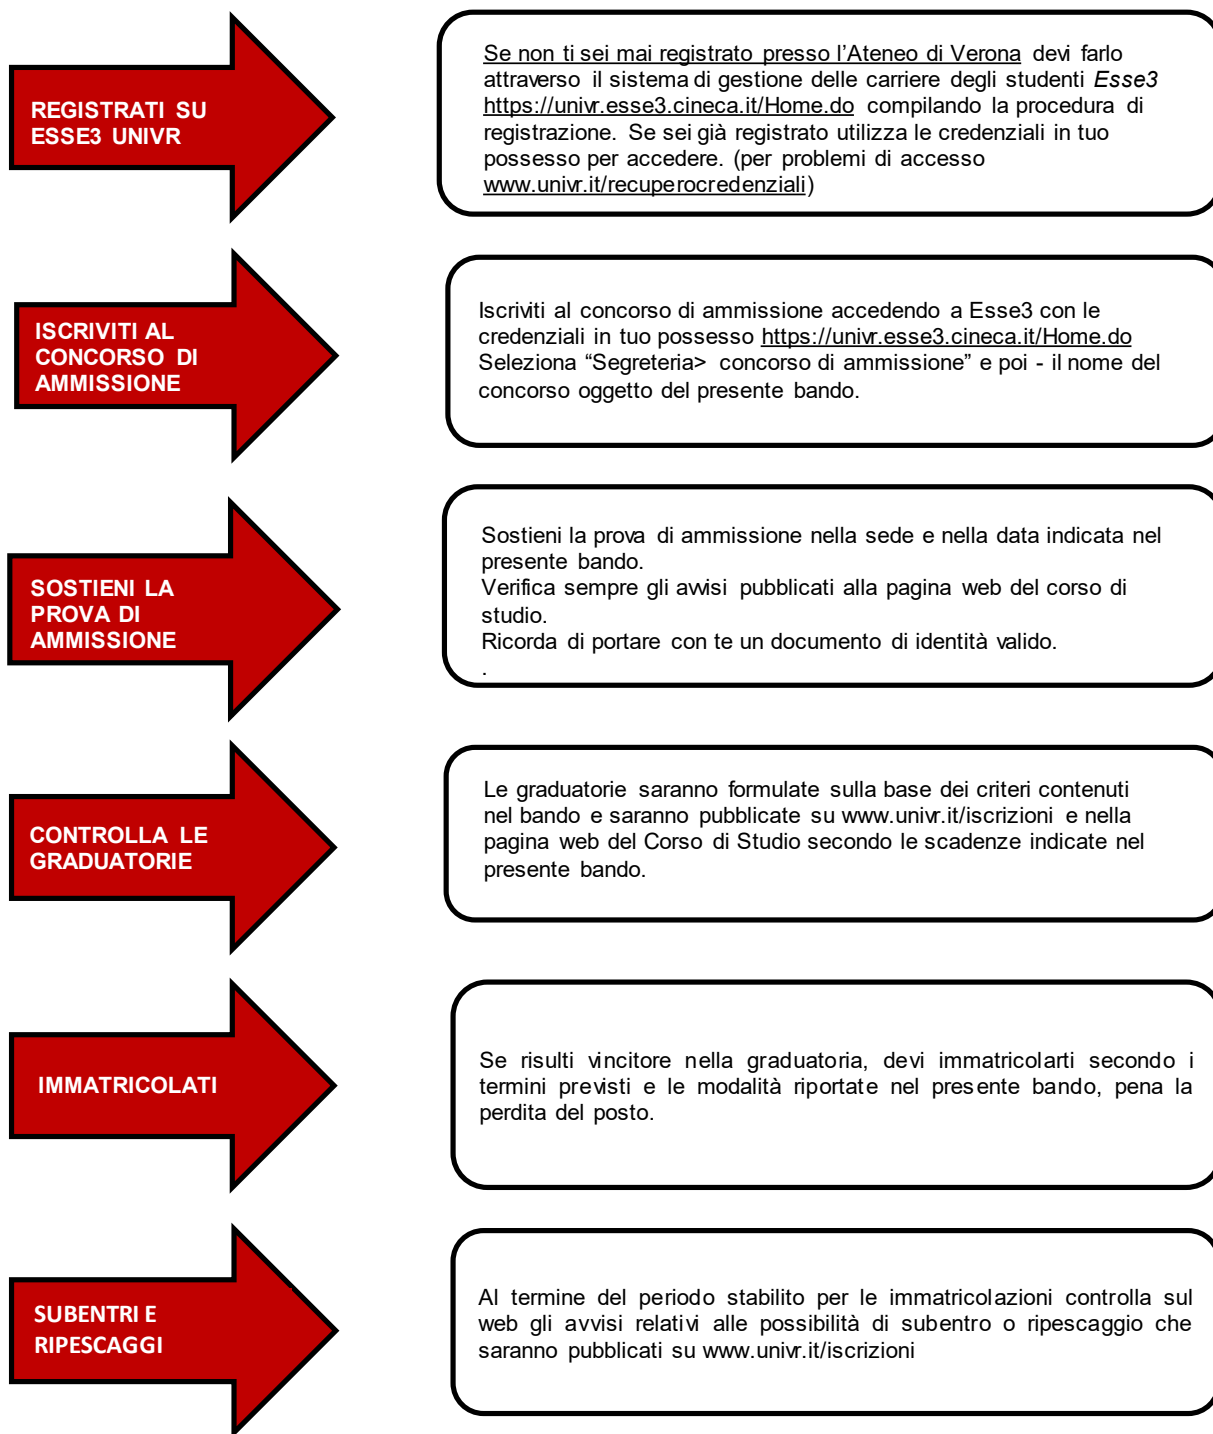 REGISTRATI SU
ESSE3 UNIVR
Se non ti sei mai registrato presso l'Ateneo di Verona devi farlo
attraverso il sistema di gestione delle carriere degli studenti Esse3
https://univr.esse3.cineca.it/Home.do compilando la procedura di
registrazione. Se sei già registrato utilizza le credenziali in tuo
possesso per accedere. (per problemi di accesso
www.univr.it/recuperocredenziali)
ISCRIVITI AL
CONCORSO DI
AMMISSIONE
Iscriviti al concorso di ammissione accedendo a Esse3 con le
credenziali in tuo possesso https://univr.esse3.cineca.it/Home.do
Seleziona “Segreteria> concorso di ammissione” e poi - il nome del
concorso oggetto del presente bando.
SOSTIENI LA
PROVA DI
AMMISSIONE
Sostieni la prova di ammissione nella sede e nella data indicata nel
presente bando.
Verifica sempre gli avvisi pubblicati alla pagina web del corso di
studio.
Ricorda di portare con te un documento di identità valido.
.
CONTROLLA LE
GRADUATORIE
Le graduatorie saranno formulate sulla base dei criteri contenuti
nel bando e saranno pubblicate su www.univr.it/iscrizioni e nella
pagina web del Corso di Studio secondo le scadenze indicate nel
presente bando.
IMMATRICOLATI
Se risulti vincitore nella graduatoria, devi immatricolarti secondo i
termini previsti e le modalità riportate nel presente bando, pena la
perdita del posto.
SUBENTRI E
RIPESCAGGI
Al termine del periodo stabilito per le immatricolazioni controlla sul
web gli avvisi relativi alle possibilità di subentro o ripescaggio che
saranno pubblicati su www.univr.it/iscrizioni